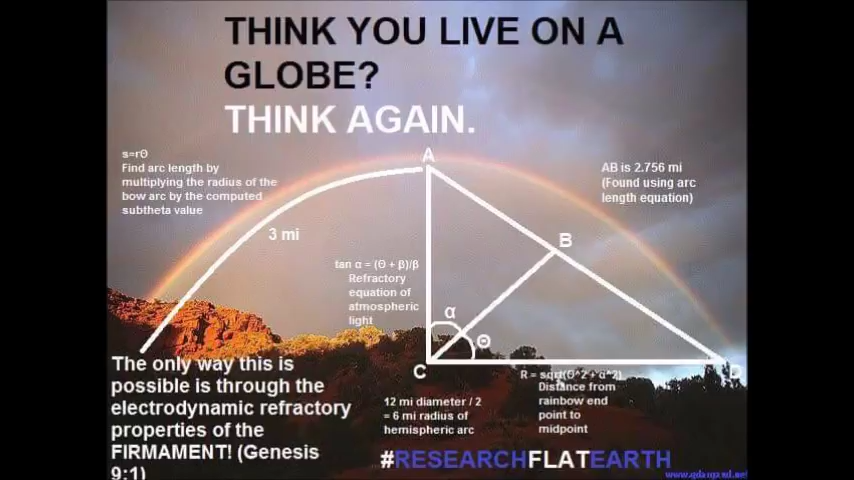 THINK YOU LIVE ON A
GLOBE?
THINK AGAIN.
s=rΘ
Find arc length by
multiplying the radius of the
bow arc by the computed
subtheta value
A
AB is 2.756 mi
(Found using arc
length equation)
3 mi
B
tan α = (Θ + β)/β
Refractory
equation of
atmospheric
light
α
Θ
C
D
The only way this is
possible is through the
electrodynamic refractory
properties of the
FIRMAMENT! (Genesis
9:1)
12 mi diameter / 2
= 6 mi radius of
hemispheric arc
R = sqrt(Θ^2 + α^2)
Distance from
rainbow end
point to
midpoint
#RESEARCHFLATEARTH